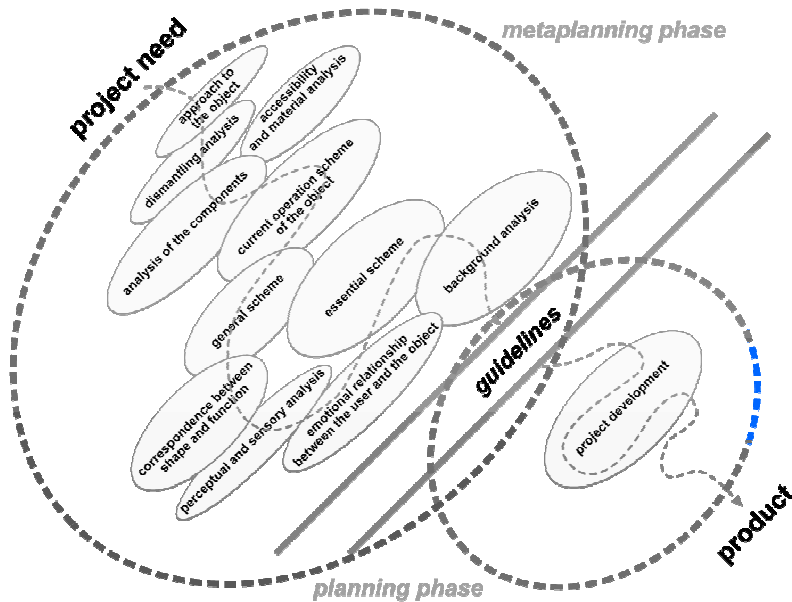 metaplanning phase
project need
approach to
the object
accessibility
and material analysis
dismantling analysis
analysis of the components
current operation scheme
of the object
general scheme
essential scheme
background analysis
correspondence between
shape and function
perceptual and sensory analysis
emotional relationship
between the user and the object
guidelines
project development
product
planning phase